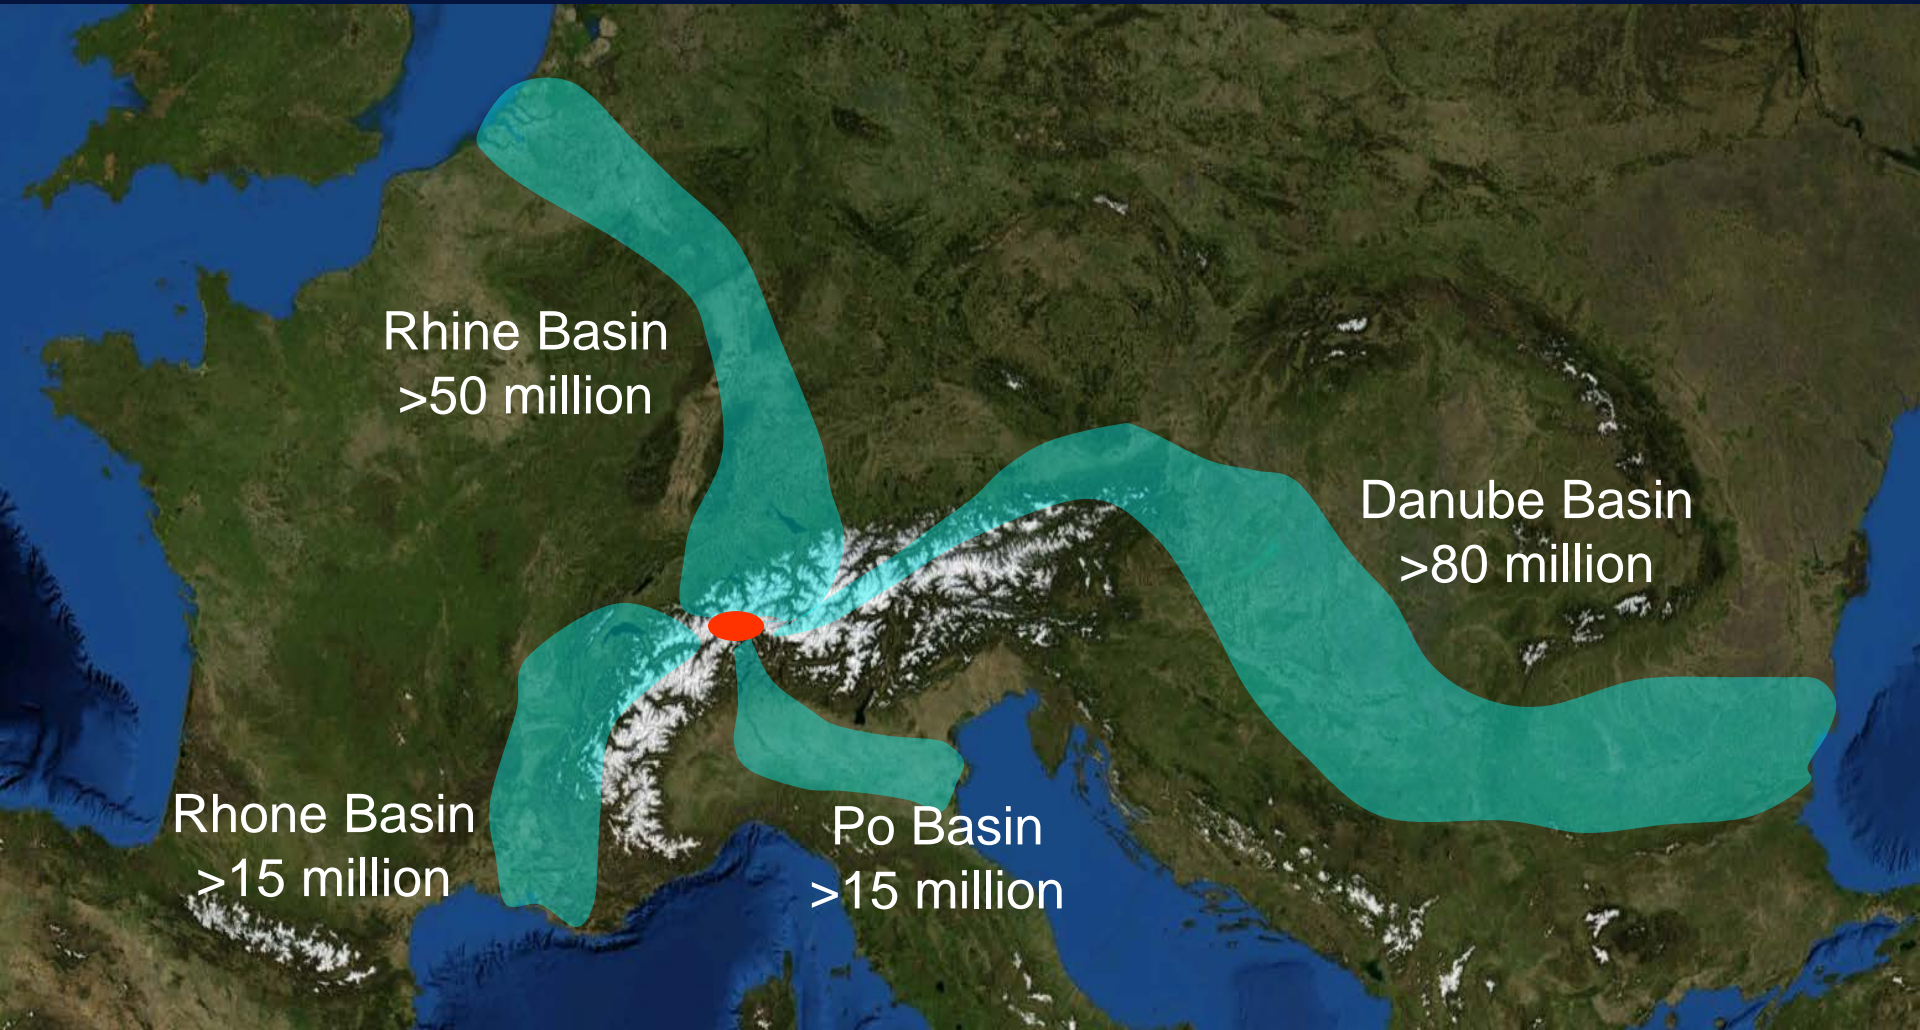 Rhine Basin
>50 million
Danube Basin
>80 million
Rhone Basin
>15 million
Po Basin
>15 million